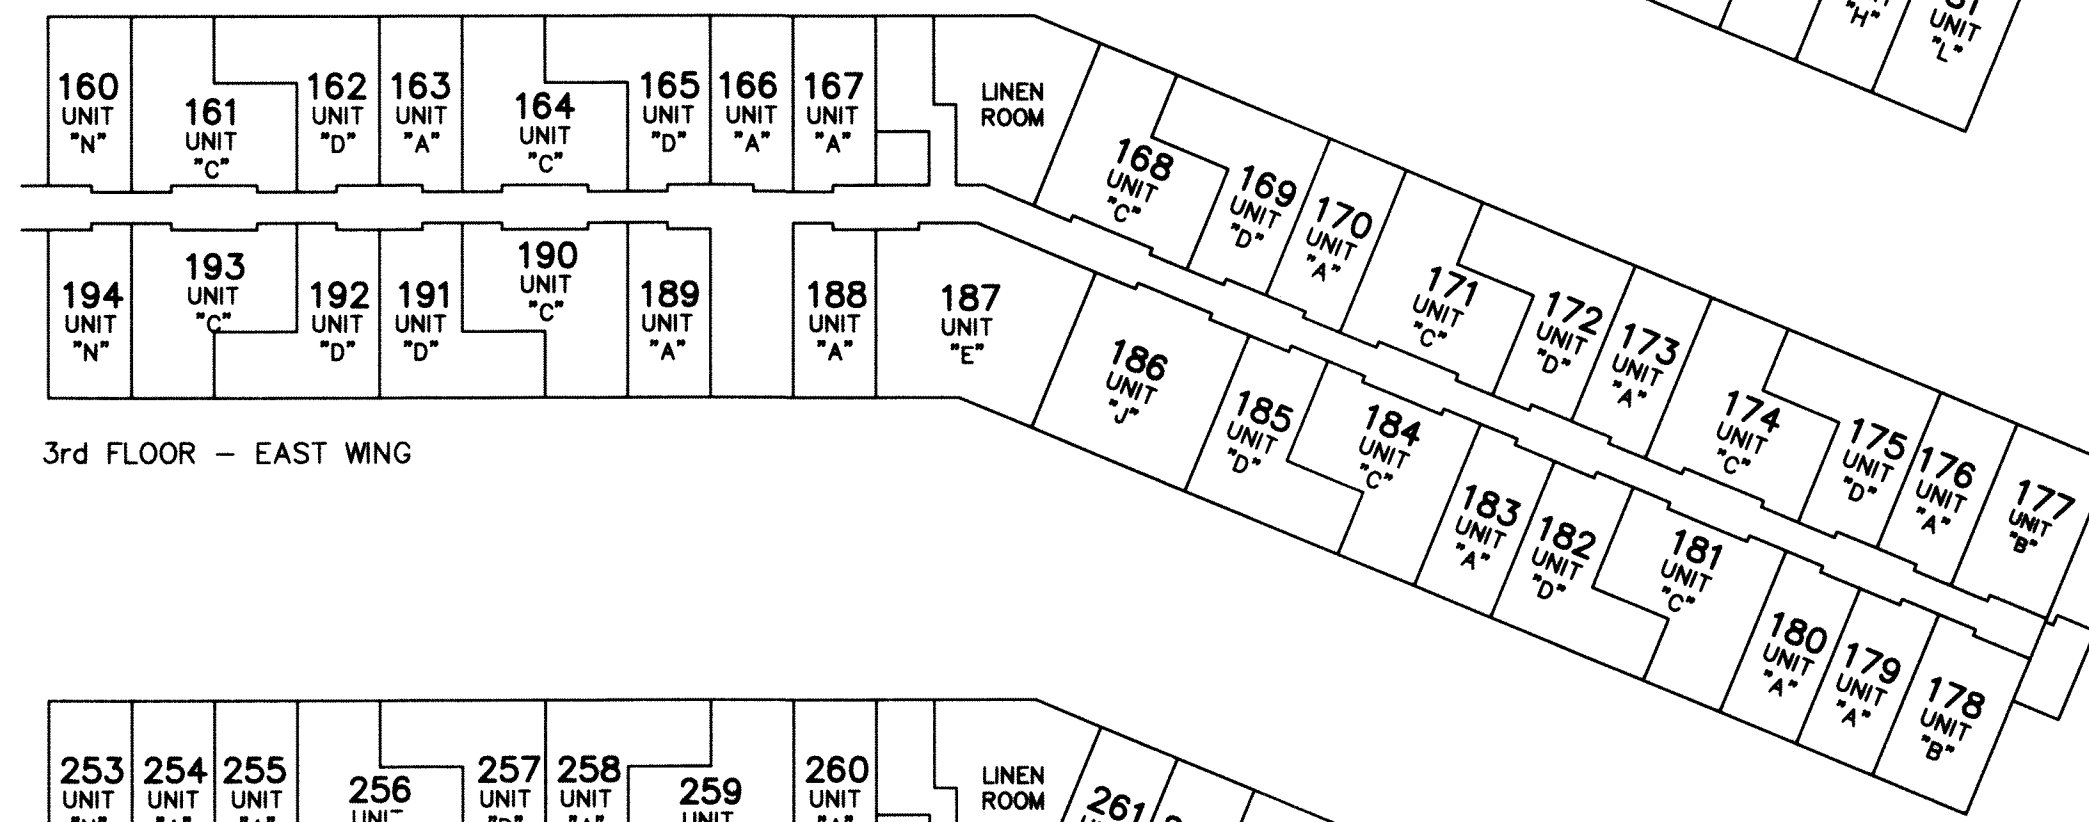 "H"
UNIT
"L"
160
UNIT
"N"
161
UNIT
"C"
162
UNIT
"D"
163
UNIT
"A"
164
UNIT
"C"
165
UNIT
"D"
166
UNIT
"A"
167
UNIT
"A"
LINEN
ROOM
168
UNIT
"C"
169
UNIT
"D"
170
UNIT
"A"
171
UNIT
"C"
172
UNIT
"D"
173
UNIT
"A"
174
UNIT
"C"
175
UNIT
"D"
176
UNIT
"A"
177
UNIT
"B"
194
UNIT
"N"
193
UNIT
"C"
192
UNIT
"D"
191
UNIT
"D"
190
UNIT
"C"
189
UNIT
"A"
188
UNIT
"A"
187
UNIT
"E"
186
UNIT
"J"
185
UNIT
"D"
184
UNIT
"C"
183
UNIT
"A"
182
UNIT
"D"
181
UNIT
"C"
180
UNIT
"A"
179
UNIT
"A"
178
UNIT
"B"
3rd FLOOR – EAST WING
253
UNIT
254
UNIT
255
UNIT
256
UNIT
257
UNIT
258
UNIT
259
UNIT
260
UNIT
LINEN
ROOM
261